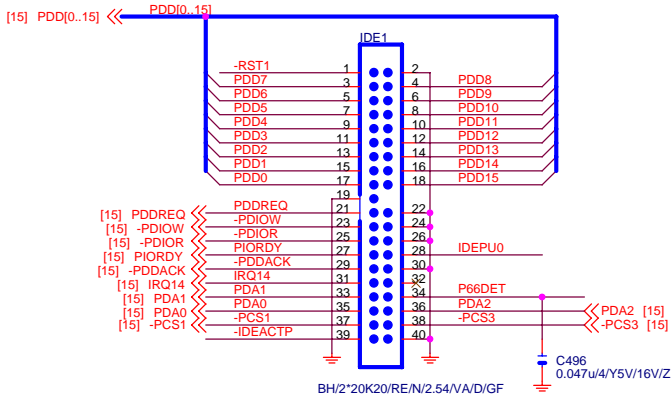 [15] PDD[0..15] PDD[0..15]
IDE1
-RST1 1 2
PDD7 3 4 PDD8
PDD6 5 6 PDD9
PDD5 7 8 PDD10
PDD4 9 10 PDD11
PDD3 11 12 PDD12
PDD2 13 14 PDD13
PDD1 15 16 PDD14
PDD0 17 18 PDD15
19
[15] PDDREQ PDDREQ 21 22
[15] -PDIOW -PDIOW 23 24
[15] -PDIOR -PDIOR 25 26
[15] PIORDY PIORDY 27 28 IDEPU0
[15] -PDDACK -PDDACK 29 30
[15] IRQ14 IRQ14 31 32
[15] PDA1 PDA1 33 34 P66DET
[15] PDA0 PDA0 35 36 PDA2 PDA2 [15]
[15] -PCS1 -PCS1 37 38 -PCS3 -PCS3 [15]
-IDEACTP 39 40
C496
0.047u/4/Y5V/16V/Z
BH/2*20K20/RE/N/2.54/VA/D/GF